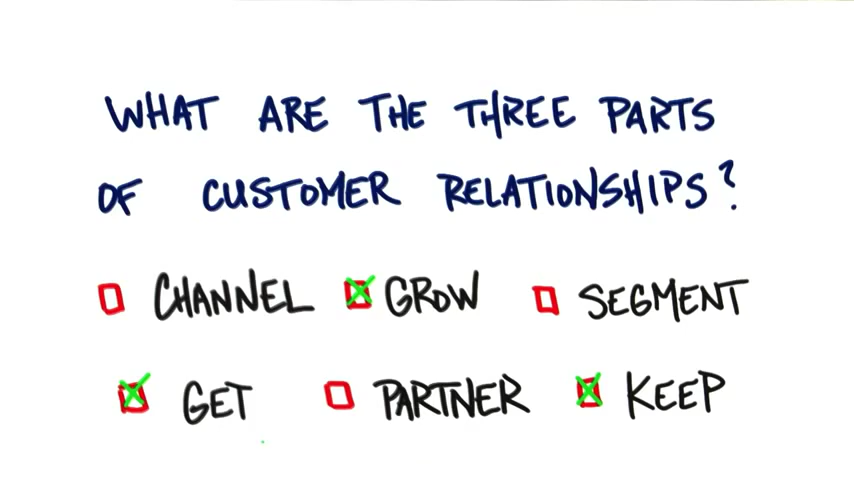 WHAT ARE THE THREE PARTS
OF CUSTOMER RELATIONSHIPS?
CHANNEL GROW SEGMENT
GET PARTNER KEEP